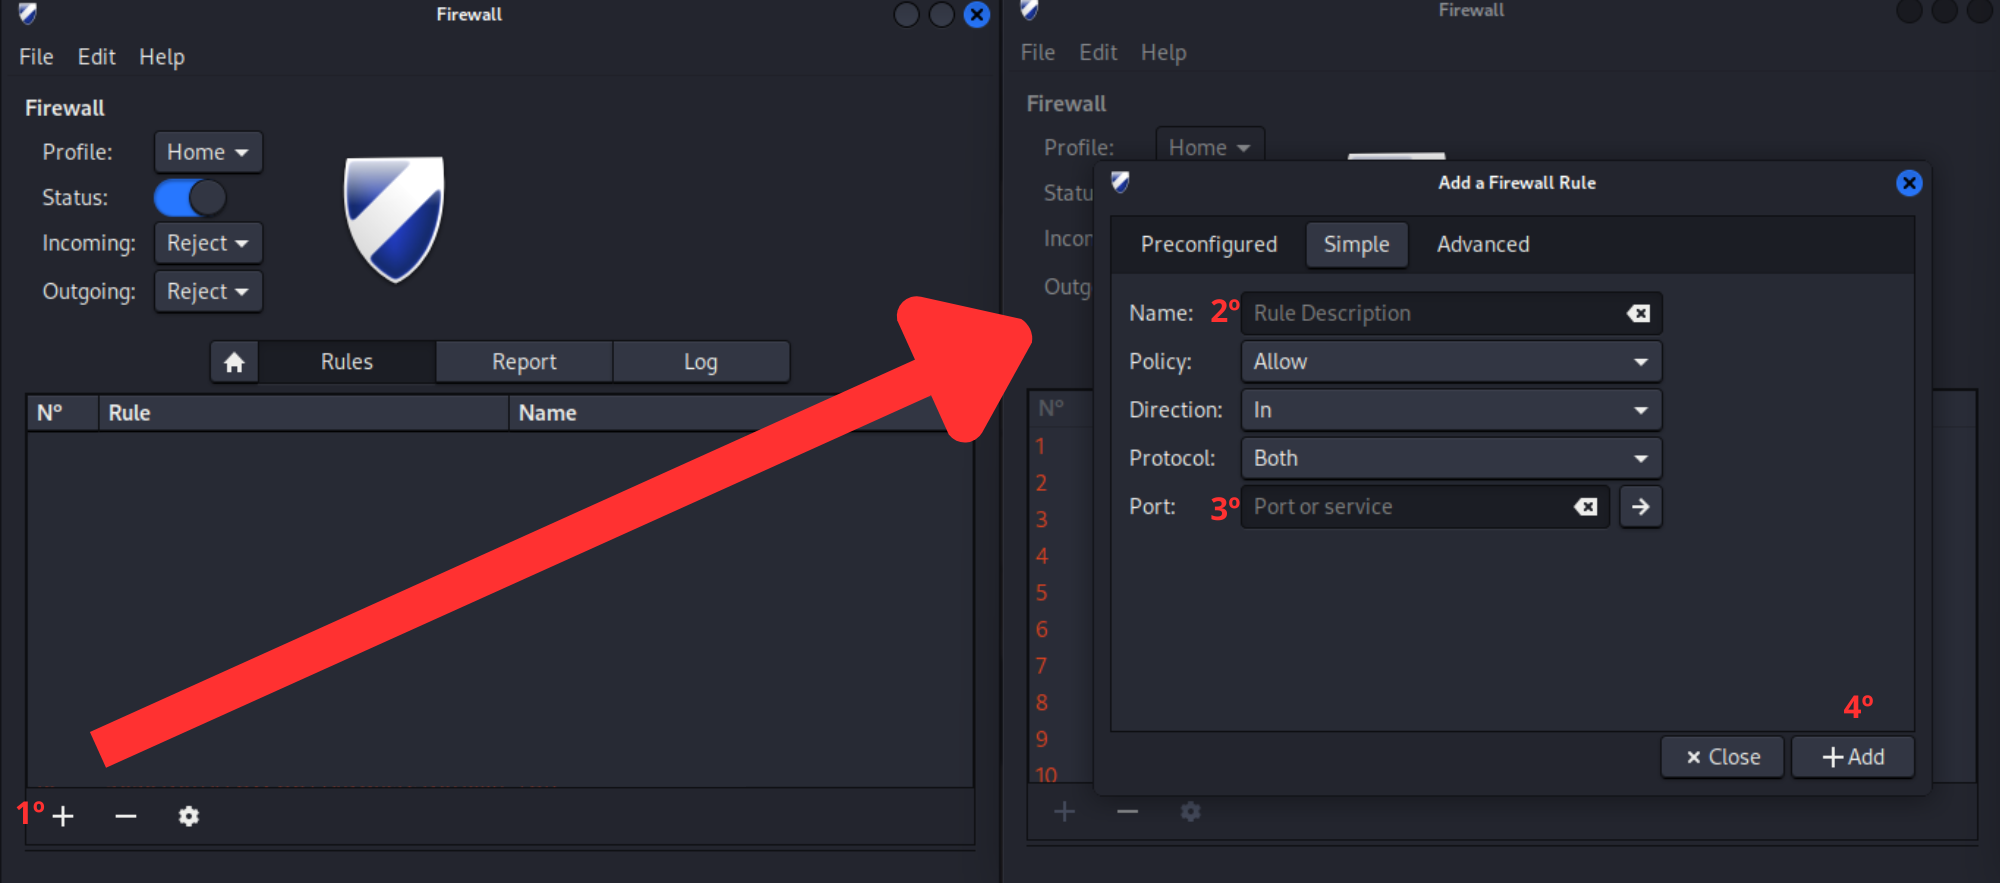 Firewall
File Edit Help
Firewall
Profile: Home
Status:
Incoming: Reject
Outgoing: Reject
Rules Report Log
Nº Rule Name
1º
Firewall
File Edit Help
Firewall
Profile: Home
Statu
Incor
Outg
Nº
1
2
3
4
5
6
7
8
9
10
Add a Firewall Rule
Preconfigured Simple Advanced
Name: 2º Rule Description
Policy: Allow
Direction: In
Protocol: Both
Port: 3º Port or service
4º
Close Add